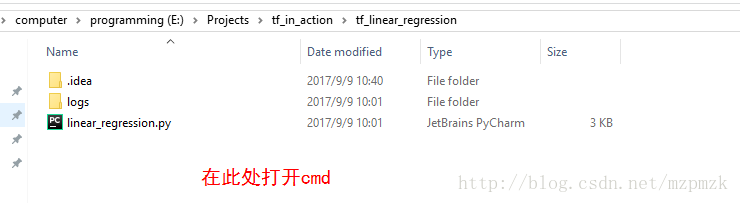 computer > programming (E:) > Projects > tf_in_action > tf_linear_regression
Name Date modified Type Size
.idea 2017/9/9 10:40 File folder
logs 2017/9/9 10:01 File folder
PC linear_regression.py 2017/9/9 10:01 JetBrains PyCharm 3 KB
在此处打开cmd
http://blog.csdn.net/mzpmzk